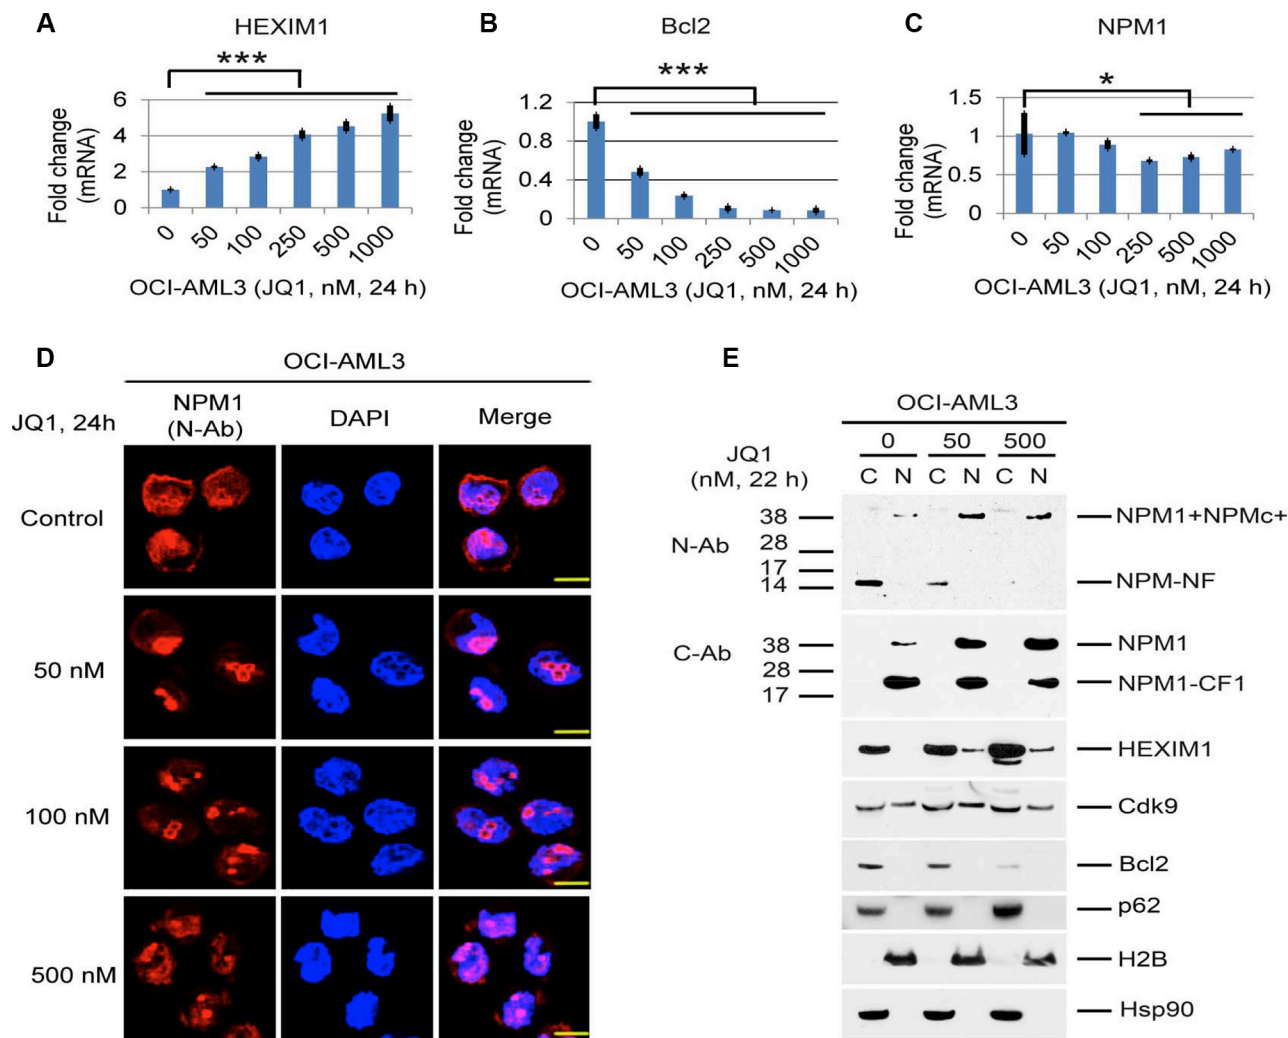 A
HEXIM1
***
Fold change
(mRNA)
6
4
2
0
0
50
100
250
500
1000
OCI-AML3 (JQ1, nM, 24 h)
B
Bcl2
***
Fold change
(mRNA)
1.2
0.8
0.4
0
0
50
100
250
500
1000
OCI-AML3 (JQ1, nM, 24 h)
C
NPM1
*
Fold change
(mRNA)
1.5
1
0.5
0
0
50
100
250
500
1000
OCI-AML3 (JQ1, nM, 24 h)
D
OCI-AML3
JQ1, 24h
NPM1
(N-Ab)
DAPI
Merge
Control
50 nM
100 nM
500 nM
E
OCI-AML3
JQ1
(nM, 22 h)
0 50 500
C N C N C N
N-Ab
38
28
17
14
NPM1+NPMc+
NPM-NF
C-Ab
38
28
17
NPM1
NPM1-CF1
HEXIM1
Cdk9
Bcl2
p62
H2B
Hsp90